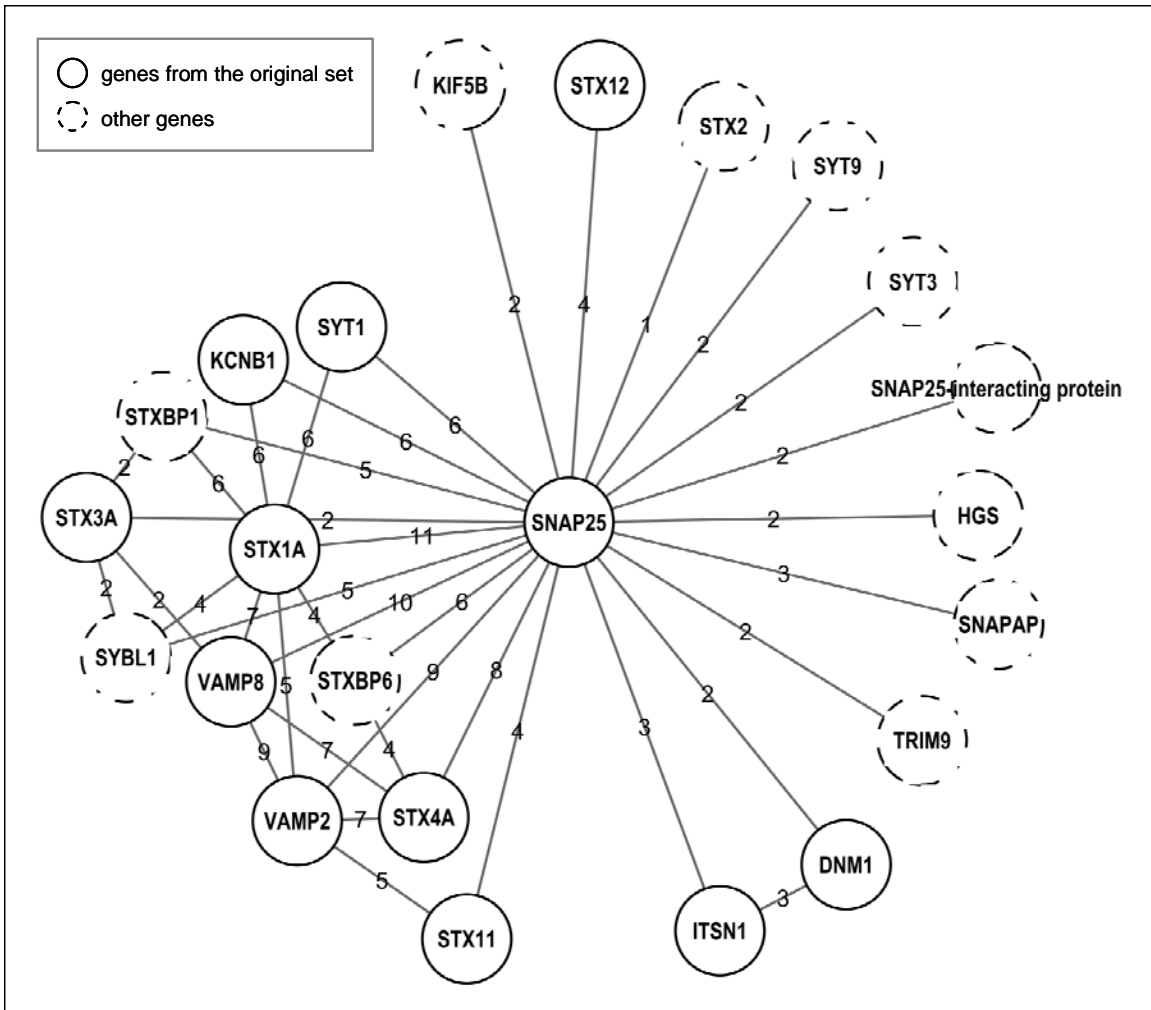 genes from the original set
other genes
KIF5B
STX12
STX2
SYT9
SYT3
SNAP25-interacting protein
HGS
SNAPAP
TRIM9
DNM1
ITSN1
STX11
STX4A
VAMP2
STXBP6
VAMP8
SYBL1
STX1A
STX3A
STXBP1
KCNB1
SYT1
SNAP25
2
4
1
2
2
2
2
3
2
2
3
3
4
8
9
6
10
5
11
2
5
6
6
6
6
6
2
2
2
4
7
4
5
9
7
4
7
5